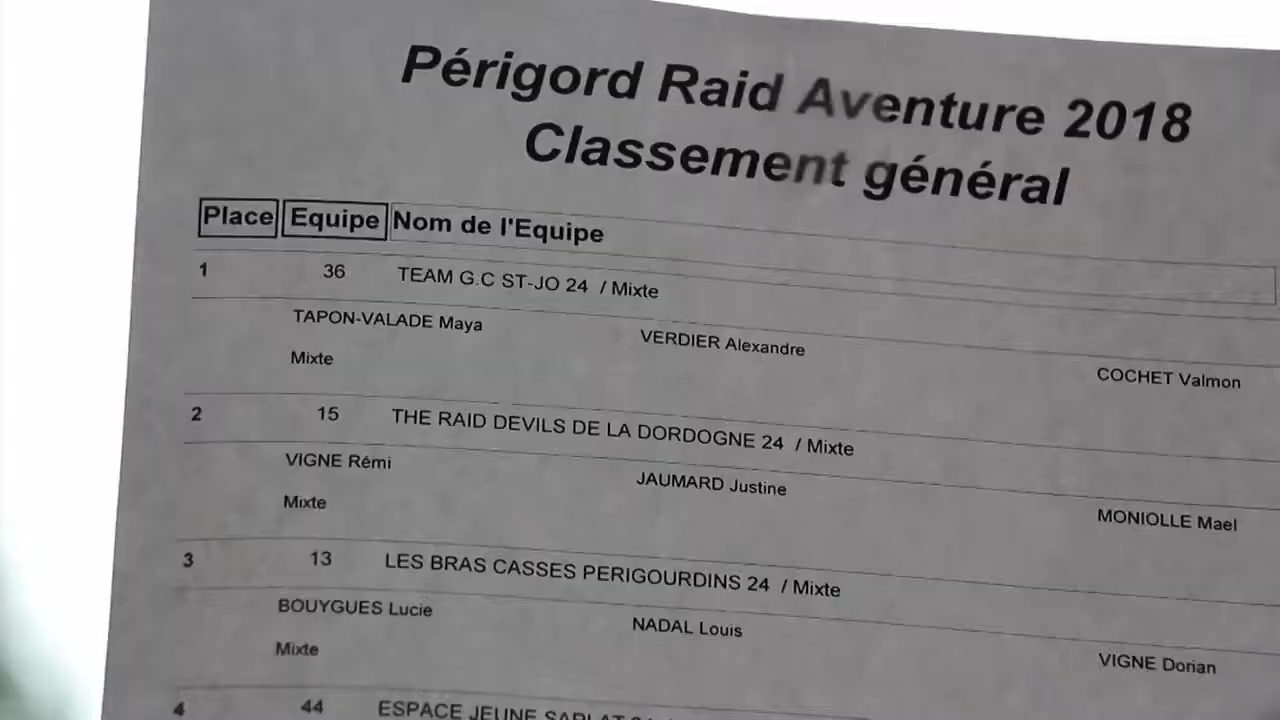 Périgord Raid Aventure 2018
Classement général
Place Equipe Nom de l'Equipe
1 36 TEAM G.C ST-JO 24 / Mixte
TAPON-VALADE Maya VERDIER Alexandre COCHET Valmon
Mixte
2 15 THE RAID DEVILS DE LA DORDOGNE 24 / Mixte
VIGNE Rémi JAUMARD Justine MONIOLLE Mael
Mixte
3 13 LES BRAS CASSES PERIGOURDINS 24 / Mixte
BOUYGUES Lucie NADAL Louis VIGNE Dorian
Mixte
4 44 ESPACE JEUNE SARLAT